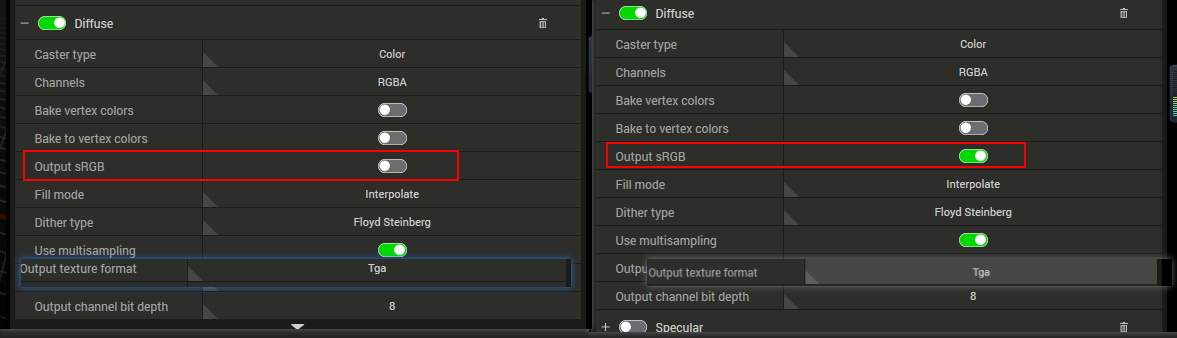 Diffuse
Caster type Color
Channels RGBA
Bake vertex colors
Bake to vertex colors
Output sRGB
Fill mode Interpolate
Dither type Floyd Steinberg
Use multisampling
Output texture format Tga
Output channel bit depth 8
Diffuse
Caster type Color
Channels RGBA
Bake vertex colors
Bake to vertex colors
Output sRGB
Fill mode Interpolate
Dither type Floyd Steinberg
Use multisampling
Outpu Output texture format Tga
Output channel bit depth 8
Specular